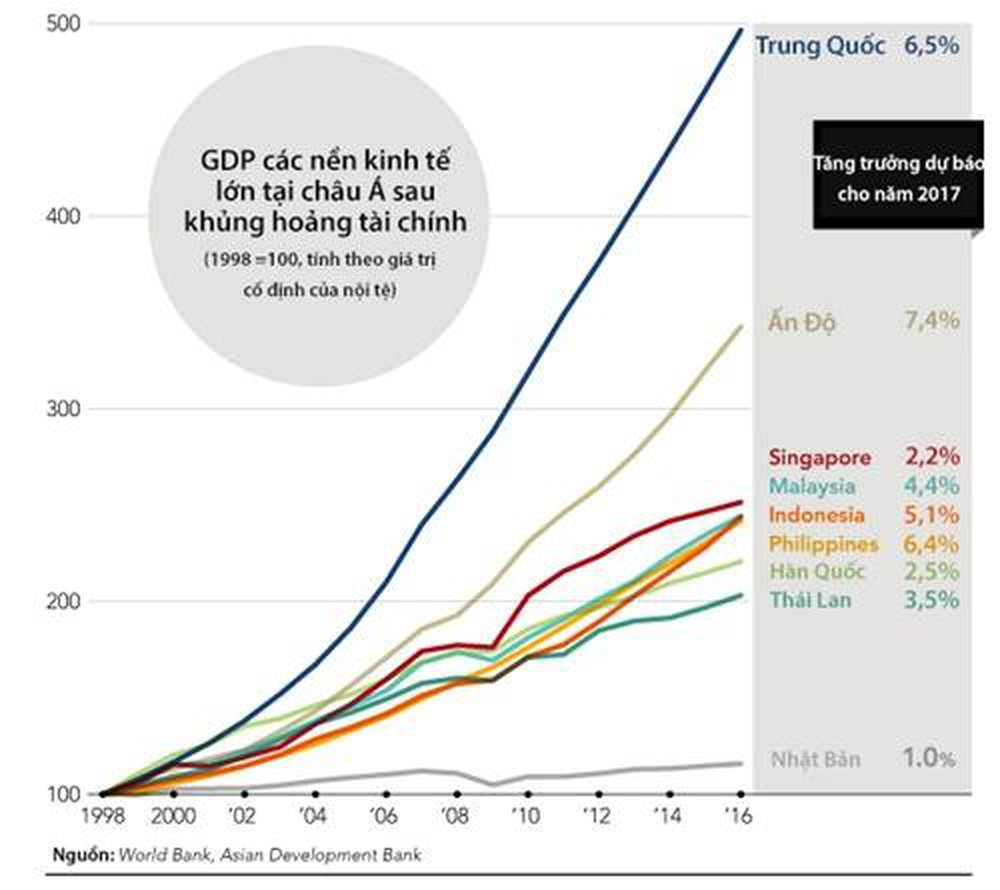 500
Trung Quốc 6,5%
Tăng trưởng dự báo
cho năm 2017
GDP các nền kinh tế
lớn tại châu Á sau
khủng hoảng tài chính
(1998 =100, tính theo giá trị
cố định của nội tệ)
400
Ấn Độ 7,4%
300
Singapore 2,2%
Malaysia 4,4%
Indonesia 5,1%
Philippines 6,4%
Hàn Quốc 2,5%
Thái Lan 3,5%
200
Nhật Bản 1.0%
100
1998 2000 ’02 ’04 ’06 ’08 ’10 ’12 ’14 ’16
Nguồn: World Bank, Asian Development Bank